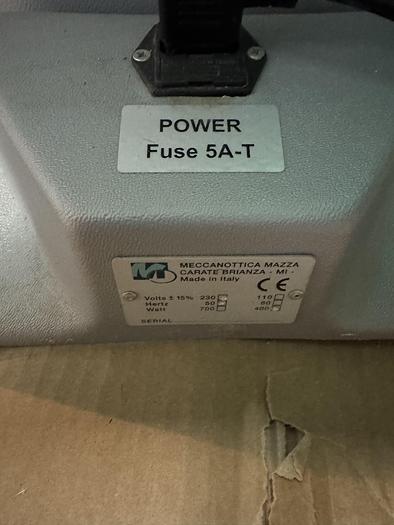 POWER
Fuse 5A-T
MECCANOTTICA MAZZA
CARATE BRIANZA - MI -
Made in Italy
CE
Volts ± 15% 230 110
Hertz 50 60
Watt 700 480
SERIAL